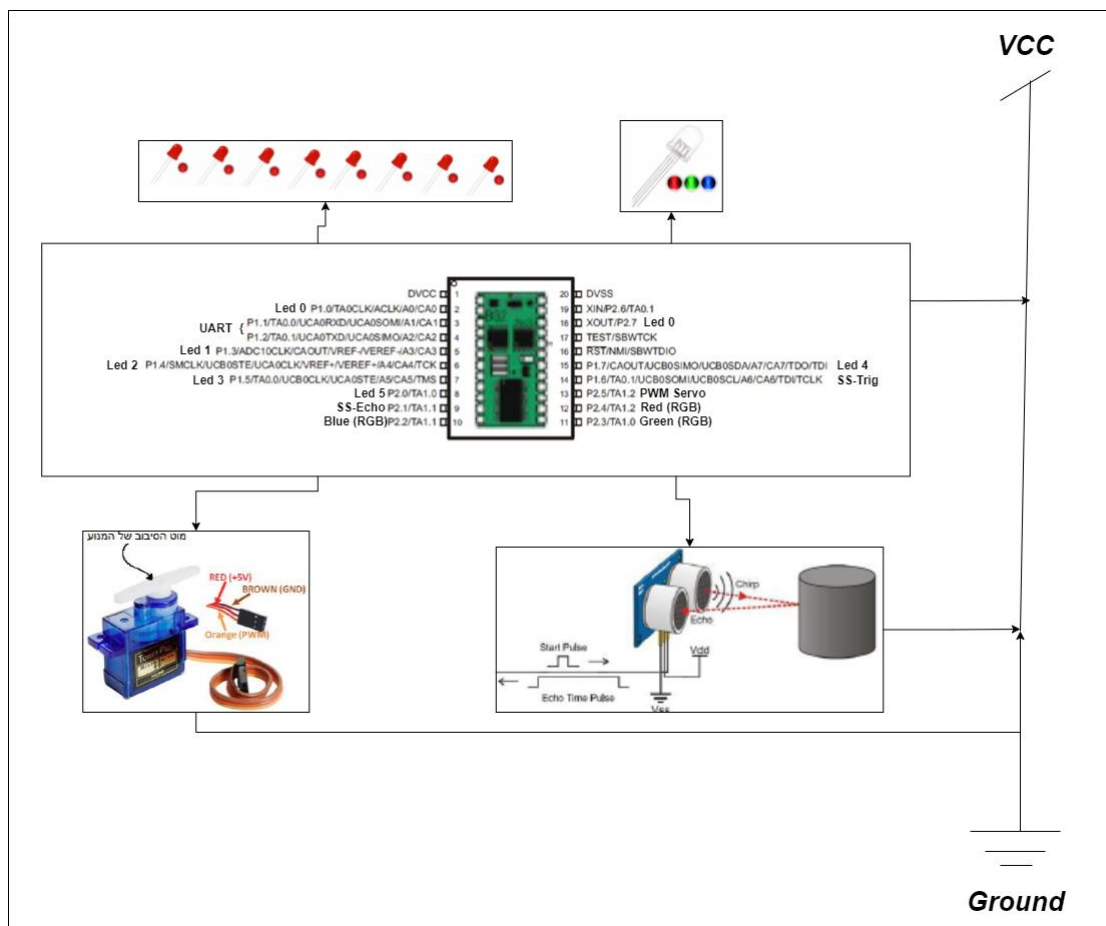 VCC
DVCC 1
Led 0 P1.0/TA0CLK/ACLK/A0/CA0 2
UART { P1.1/TA0.0/UCA0RXD/UCA0SOMI/A1/CA1 3
P1.2/TA0.1/UCA0TXD/UCA0SIMO/A2/CA2 4
Led 1 P1.3/ADC10CLK/CAOUT/VREF-/VEREF-/A3/CA3 5
Led 2 P1.4/SMCLK/UCB0STE/UCA0CLK/VREF+/VEREF+/A4/CA4/TCK 6
Led 3 P1.5/TA0.0/UCB0CLK/UCA0STE/A5/CA5/TMS 7
Led 5 P2.0/TA1.0 8
SS-Echo P2.1/TA1.1 9
Blue (RGB) P2.2/TA1.1 10
20 DVSS
19 XIN/P2.6/TA0.1
18 XOUT/P2.7 Led 0
17 TEST/SBWTCK
16 RST/NMI/SBWTDIO
15 P1.7/CAOUT/UCB0SIMO/UCB0SDA/A7/CA7/TDO/TDI Led 4
14 P1.6/TA0.1/UCB0SOMI/UCB0SCL/A6/CA6/TDI/TCLK SS-Trig
13 P2.5/TA1.2 PWM Servo
12 P2.4/TA1.2 Red (RGB)
11 P2.3/TA1.0 Green (RGB)
מוט הסיבוב של המנוע
RED (+5V)
BROWN (GND)
Orange (PWM)
Chirp
Echo
Start Pulse
Vdd
Echo Time Pulse
Vss
Ground